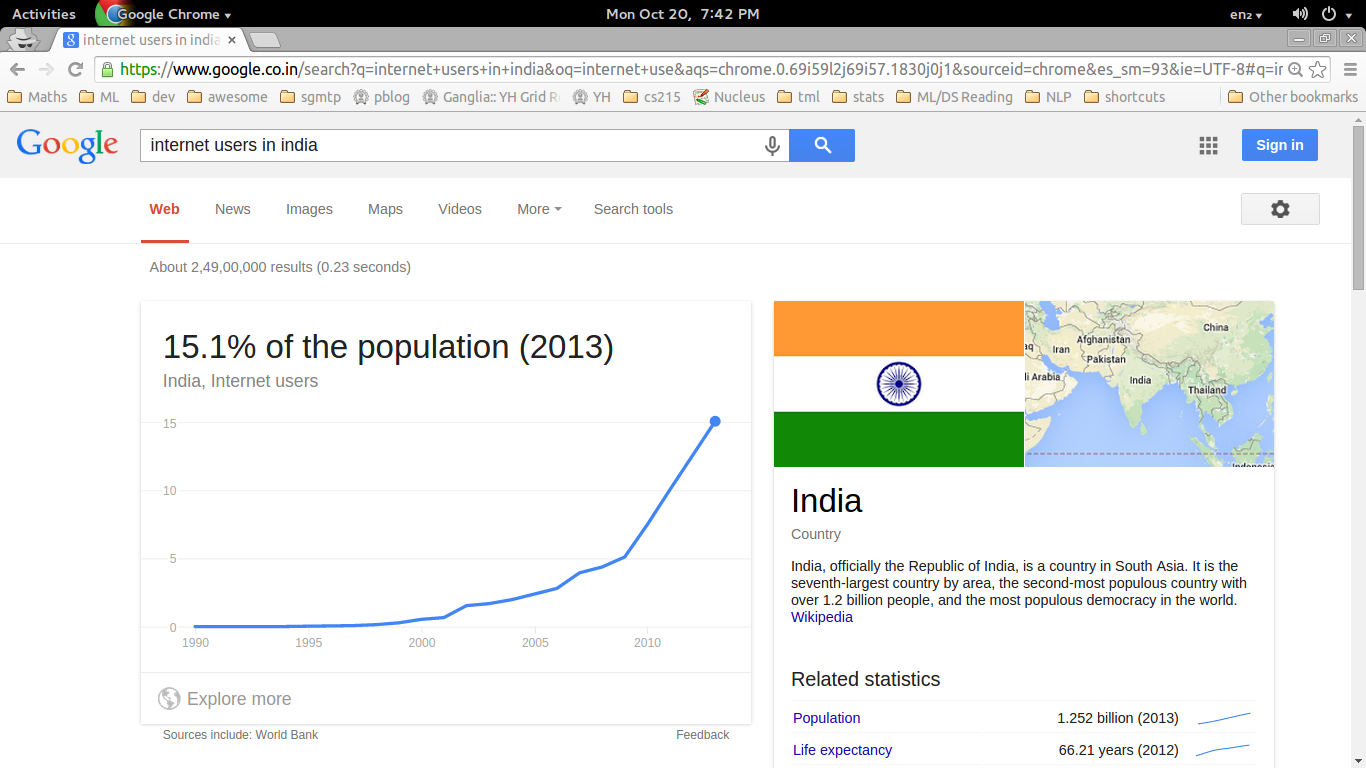 Activities Google Chrome Mon Oct 20, 7:42 PM en₂
internet users in india
https://www.google.co.in/search?q=internet+users+in+india&oq=internet+use&aqs=chrome.0.69i59l2j69i57.1830j0j1&sourceid=chrome&es_sm=93&ie=UTF-8#q=ir
Maths ML dev awesome sgmtp pblog Ganglia:: YH Grid R YH cs215 Nucleus tml stats ML/DS Reading NLP shortcuts Other bookmarks
Google internet users in india Sign in
Web News Images Maps Videos More Search tools
About 2,49,00,000 results (0.23 seconds)
15.1% of the population (2013)
India, Internet users
15
10
5
0
1990 1995 2000 2005 2010
Explore more
Sources include: World Bank Feedback
China
Afghanistan
aq Iran
Pakistan
li Arabia India
Thailand
Indonesia
India
Country
India, officially the Republic of India, is a country in South Asia. It is the
seventh-largest country by area, the second-most populous country with
over 1.2 billion people, and the most populous democracy in the world.
Wikipedia
Related statistics
Population 1.252 billion (2013)
Life expectancy 66.21 years (2012)